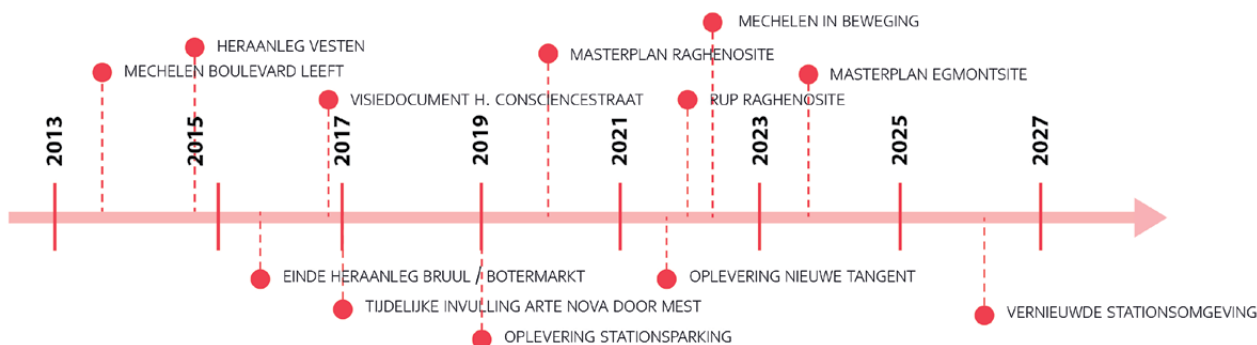 MECHELEN IN BEWEGING
HERAANLEG VESTEN
MASTERPLAN RAGHENOSITE
MECHELEN BOULEVARD LEEFT
MASTERPLAN EGMONTSITE
VISIEDOCUMENT H. CONSCIENCESTRAAT
RUP RAGHENOSITE
2013
2015
2017
2019
2021
2023
2025
2027
EINDE HERAANLEG BRUUL / BOTERMARKT
OPLEVERING NIEUWE TANGENT
TIJDELIJKE INVULLING ARTE NOVA DOOR MEST
VERNIEUWDE STATIONSOMGEVING
OPLEVERING STATIONSPARKING